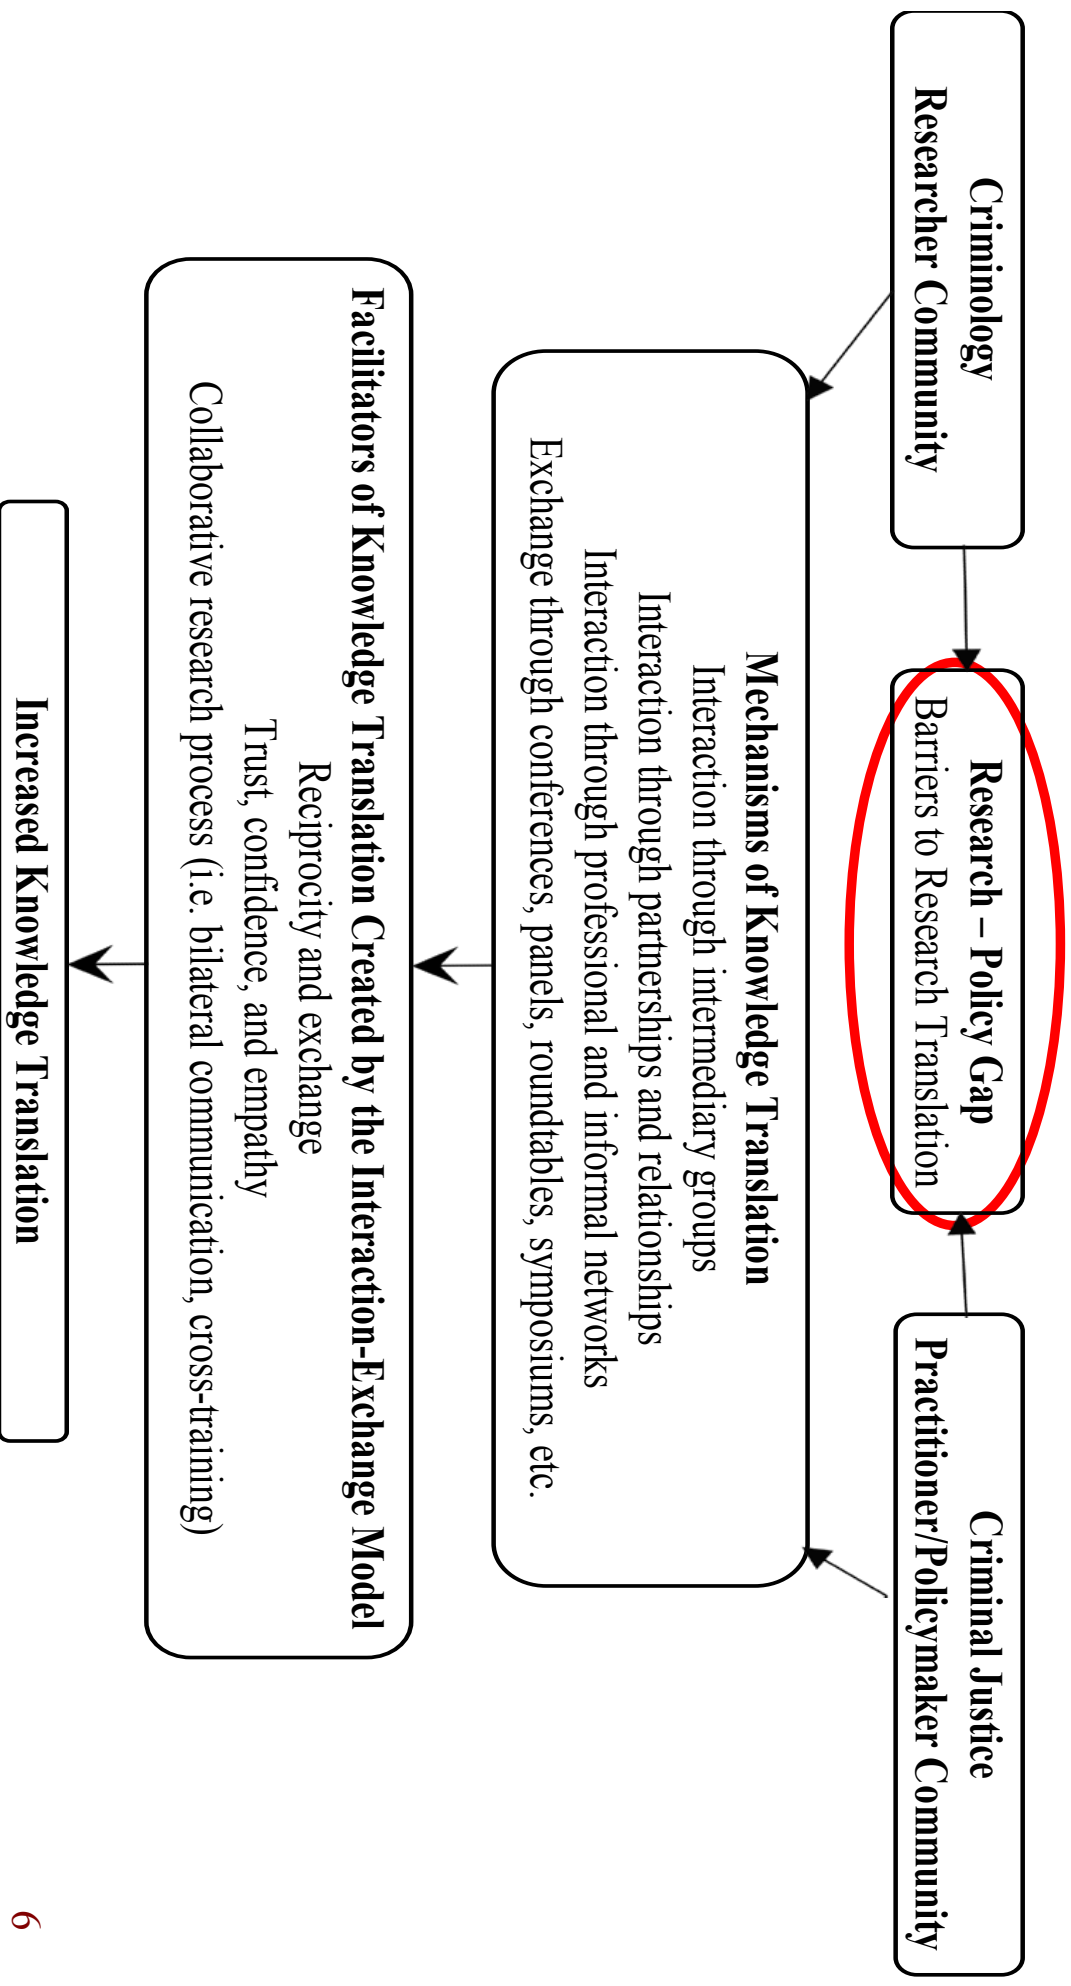 Criminology
Researcher Community
Research – Policy Gap
Barriers to Research Translation
Criminal Justice
Practitioner/Policymaker Community
Mechanisms of Knowledge Translation
Interaction through intermediary groups
Interaction through partnerships and relationships
Interaction through professional and informal networks
Exchange through conferences, panels, roundtables, symposiums, etc.
Facilitators of Knowledge Translation Created by the Interaction-Exchange Model
Reciprocity and exchange
Trust, confidence, and empathy
Collaborative research process (i.e. bilateral communication, cross-training)
Increased Knowledge Translation
6